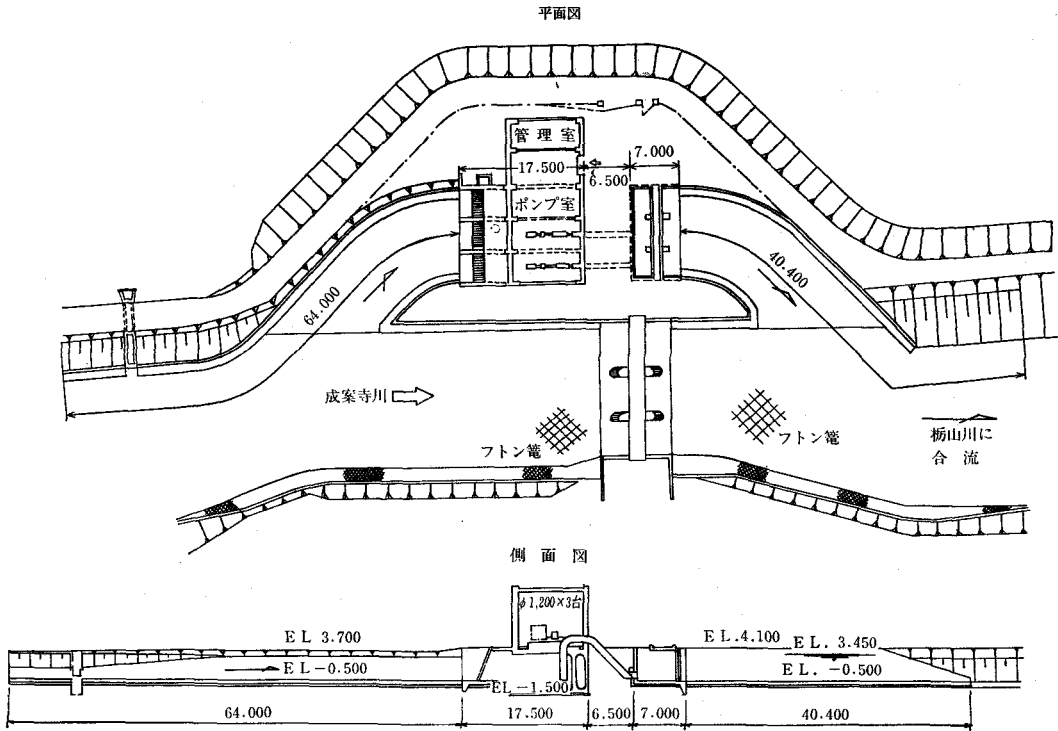 平面図
管理室
7.000
17.500
6.500
ポンプ室
64.000
40.400
成案寺川
フトン篭
フトン篭
栃山川に
合流
側面図
φ1,200×3台
EL 3.700
EL.4.100
EL. 3.450
EL-0.500
EL. -0.500
EL-1.500
64.000
17.500
6.500
7.000
40.400